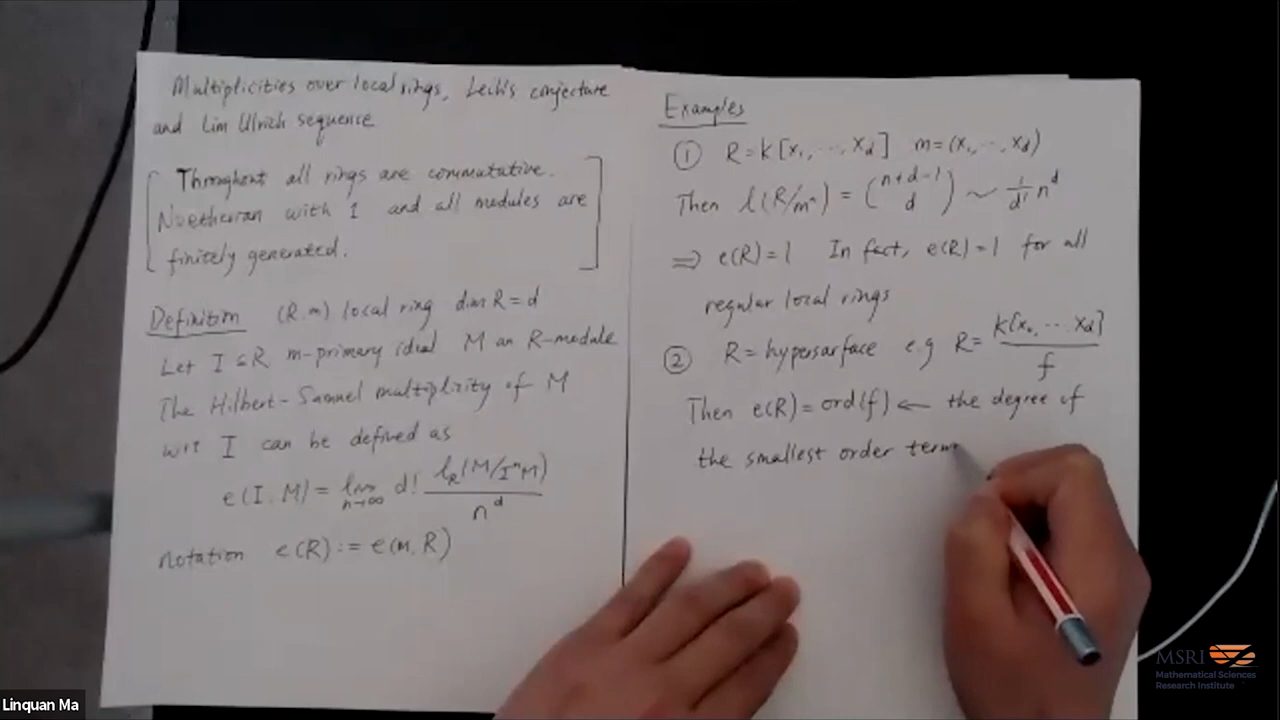 Multiplicities over local rings, Lech's conjecture
and Lim Ulrich sequence
[ Throughout all rings are commutative.
Noetherian with 1 and all modules are
finitely generated. ]
Definition (R, m) local ring dim R = d
Let I ⊆ R m-primary ideal M an R-module
The Hilbert-Samuel multiplicity of M
wrt I can be defined as
e(I, M) = lim_{n→∞} d! l_R(M/I^n M) / n^d
notation e(R) := e(m, R)
Examples
① R = k[x₁, ..., x_d] m = (x₁, ..., x_d)
Then l(R/m^n) = (n+d-1 choose d) ~ 1/d! n^d
⇒ e(R) = 1 In fact, e(R) = 1 for all
regular local rings
② R = hypersurface e.g R = k[x₀, ... x_d] / f
Then e(R) = ord(f) ← the degree of
the smallest order term
Linquan Ma
MSRI
Mathematical Sciences
Research Institute